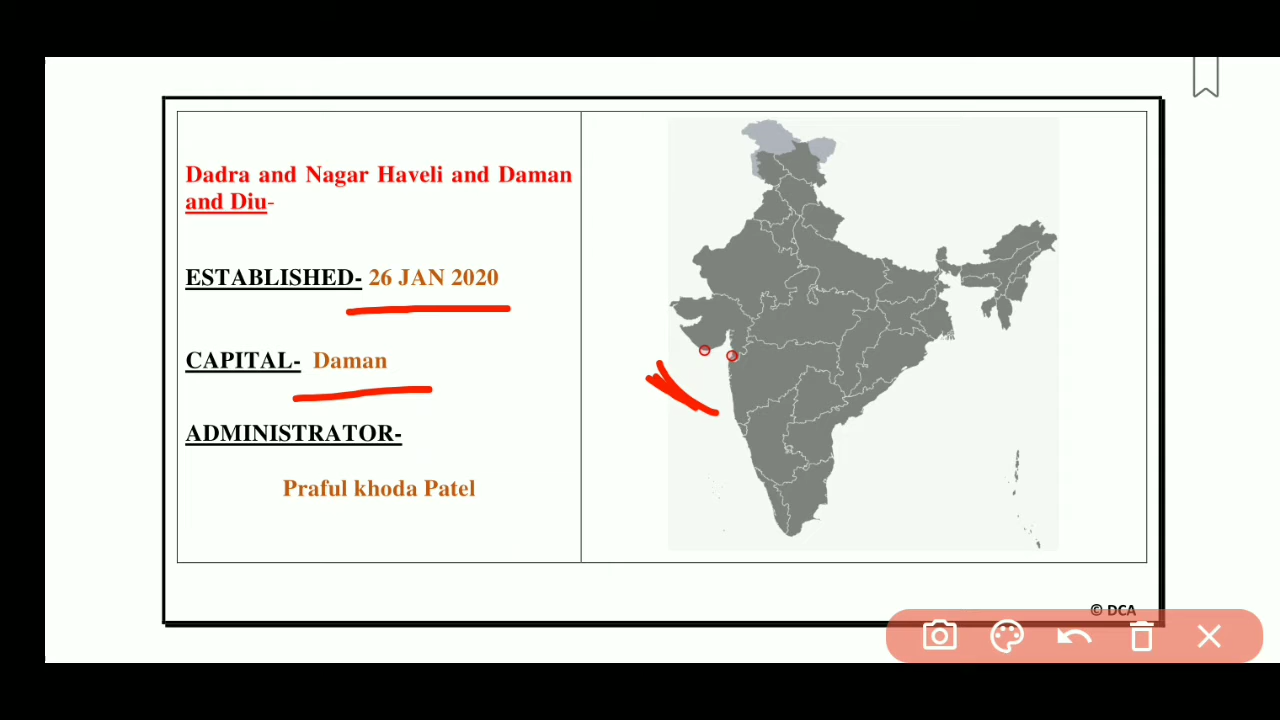 Dadra and Nagar Haveli and Daman
and Diu-
ESTABLISHED- 26 JAN 2020
CAPITAL- Daman
ADMINISTRATOR-
Praful khoda Patel
© DCA